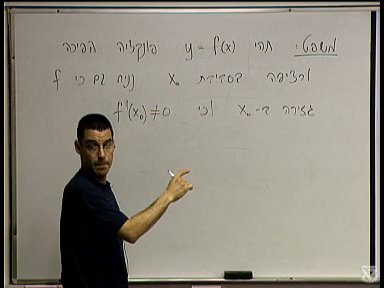 משפט: תהי y = f(x) פונקציה הפיכה
ורציפה בסביבת x₀ נניח גם כי f
גזירה ב-x₀ וכי f'(x₀) ≠ 0